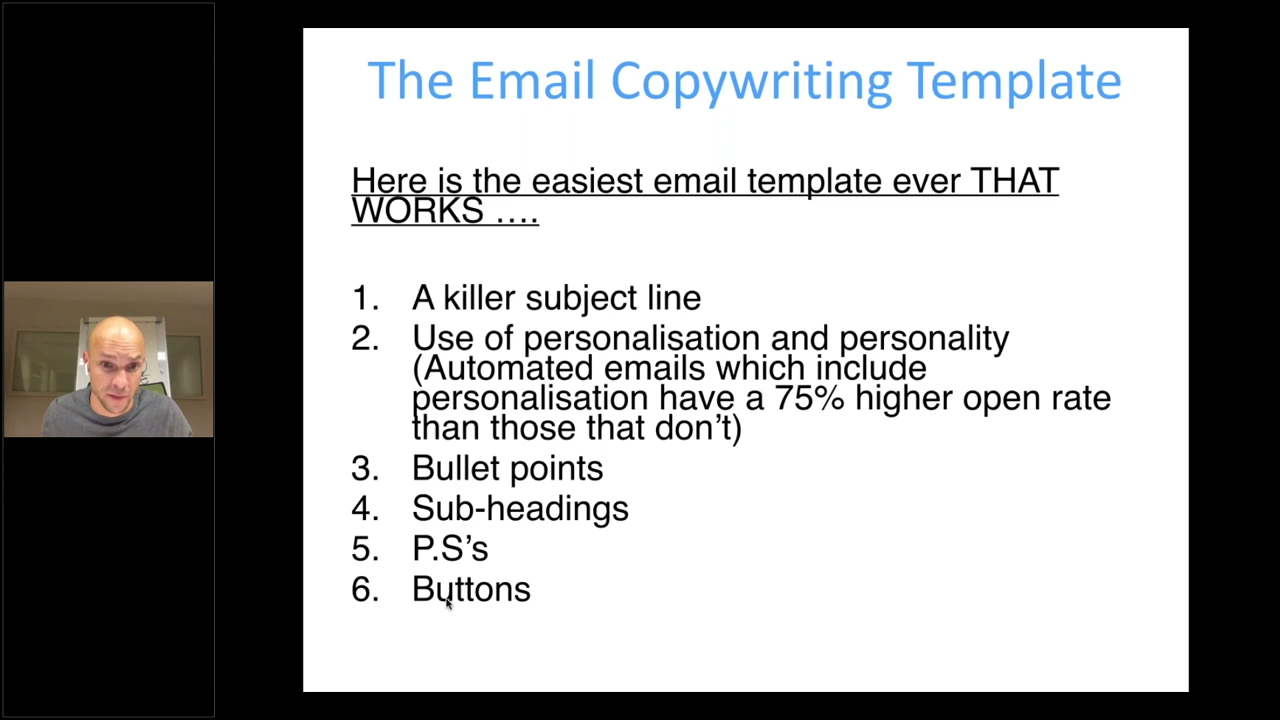 The Email Copywriting Template
Here is the easiest email template ever THAT
WORKS ….
1. A killer subject line
2. Use of personalisation and personality
(Automated emails which include
personalisation have a 75% higher open rate
than those that don’t)
3. Bullet points
4. Sub-headings
5. P.S’s
6. Buttons